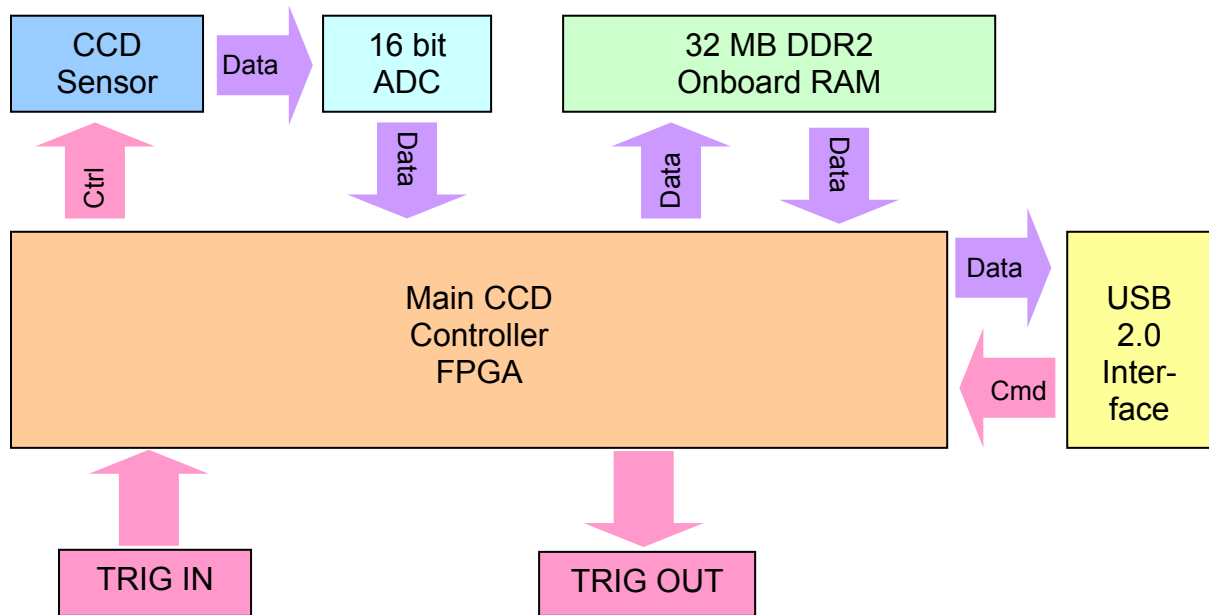 CCD
Sensor
Data
16 bit
ADC
32 MB DDR2
Onboard RAM
Ctrl
Data
Data
Data
Main CCD
Controller
FPGA
Data
Cmd
USB
2.0
Inter-
face
TRIG IN
TRIG OUT